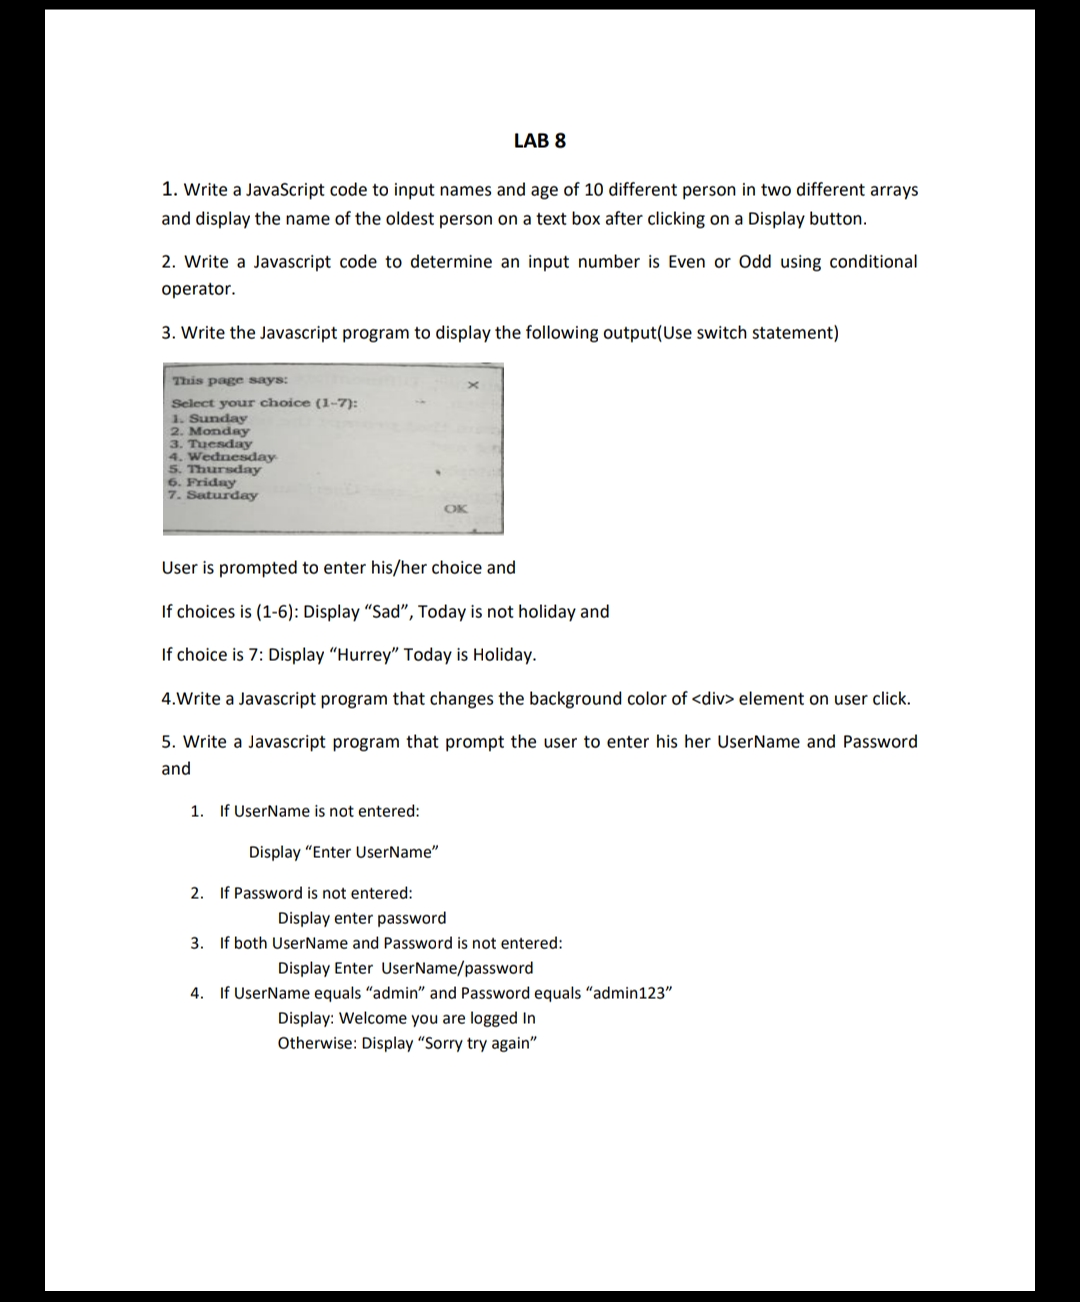 LAB 8
1. Write a JavaScript code to input names and age of 10 different person in two different arrays
and display the name of the oldest person on a text box after clicking on a Display button.
2. Write a Javascript code to determine an input number is Even or Odd using conditional
operator.
3. Write the Javascript program to display the following output(Use switch statement)
This page says:
×
Select your choice (1-7):
1. Sunday
2. Monday
3. Tuesday
4. Wednesday
5. Thursday
6. Friday
7. Saturday
OK
User is prompted to enter his/her choice and
If choices is (1-6): Display “Sad”, Today is not holiday and
If choice is 7: Display “Hurrey” Today is Holiday.
4.Write a Javascript program that changes the background color of <div> element on user click.
5. Write a Javascript program that prompt the user to enter his her UserName and Password
and
1. If UserName is not entered:
Display “Enter UserName”
2. If Password is not entered:
Display enter password
3. If both UserName and Password is not entered:
Display Enter UserName/password
4. If UserName equals “admin” and Password equals “admin123”
Display: Welcome you are logged In
Otherwise: Display “Sorry try again”